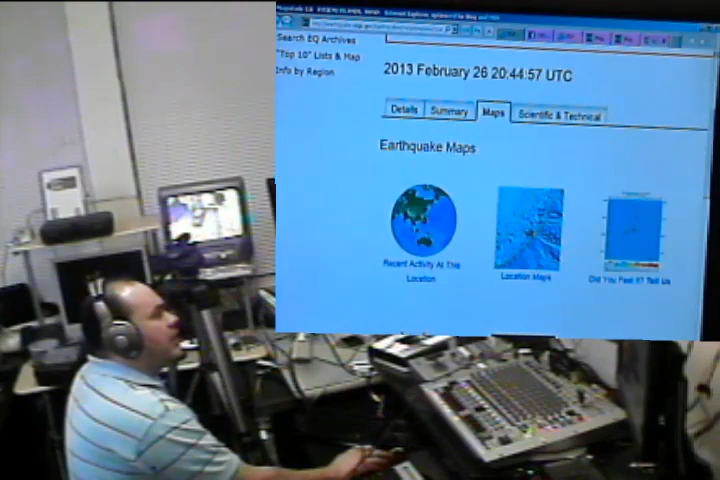 Search EQ Archives
"Top 10" Lists & Map
Info by Region
2013 February 26 20:44:57 UTC
Details Summary Maps Scientific & Technical
Earthquake Maps
Recent Activity At This
Location
Location Maps
Did You Feel It? Tell Us